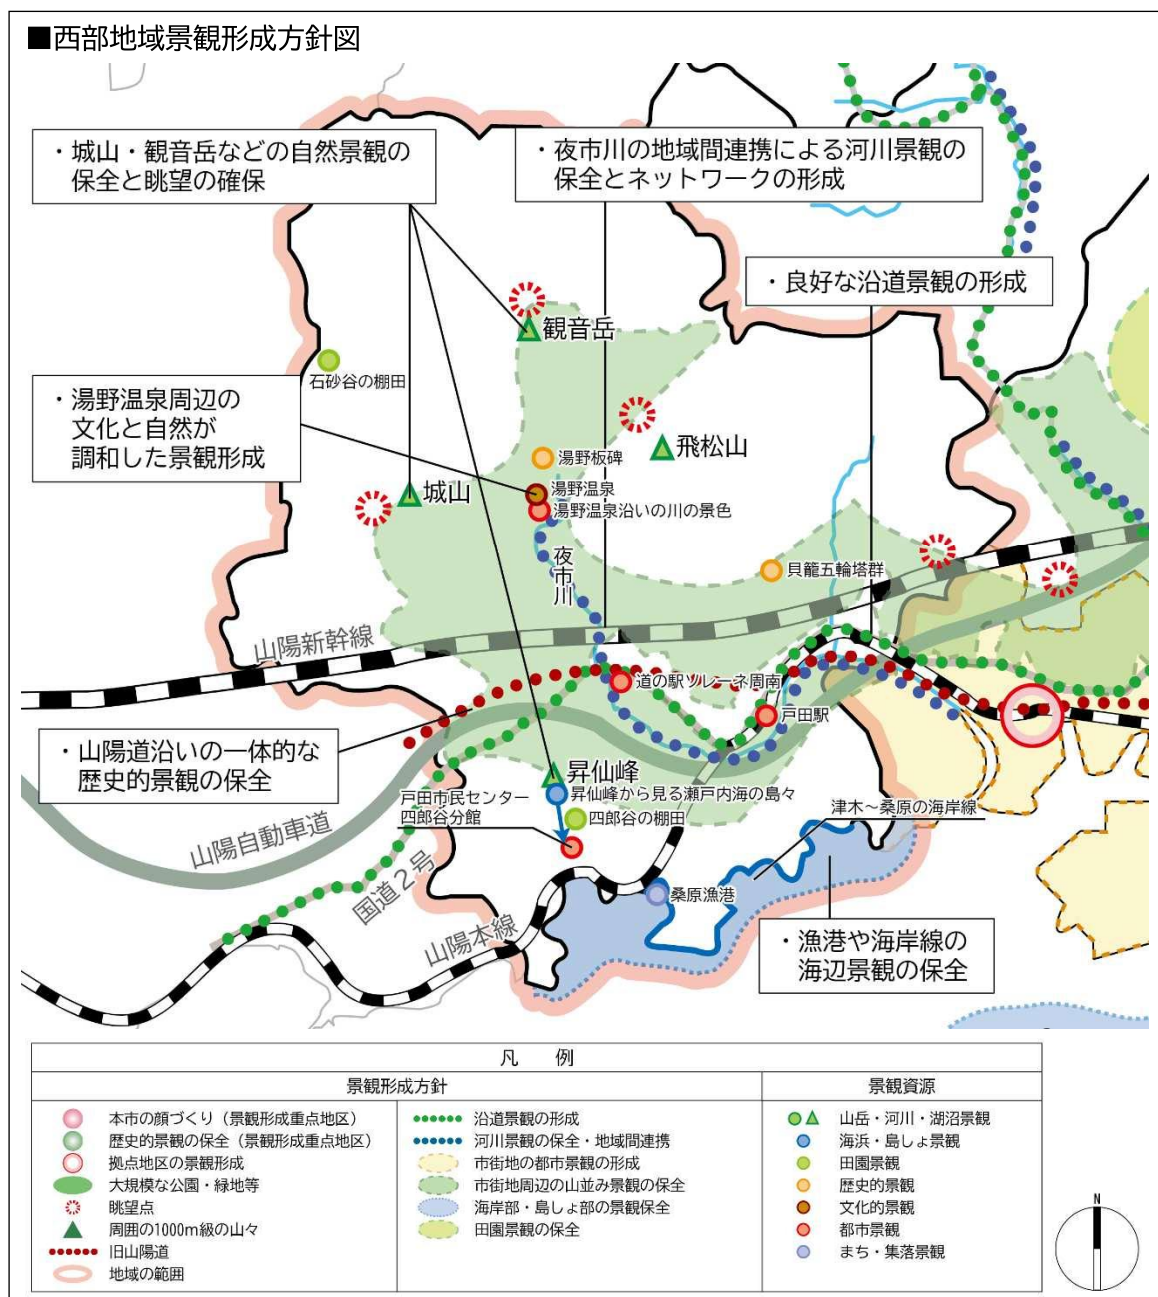 ■西部地域景観形成方針図
・城山・観音岳などの自然景観の
保全と眺望の確保
・夜市川の地域間連携による河川景観の
保全とネットワークの形成
・良好な沿道景観の形成
観音岳
石砂谷の棚田
・湯野温泉周辺の
文化と自然が
調和した景観形成
飛松山
湯野板碑
城山
湯野温泉
湯野温泉沿いの川の景色
夜市川
貝籠五輪塔群
山陽新幹線
道の駅ソレーネ周南
戸田駅
・山陽道沿いの一体的な
歴史的景観の保全
昇仙峰
昇仙峰から見る瀬戸内海の島々
戸田市民センター
四郎谷分館
四郎谷の棚田
津木～桑原の海岸線
山陽自動車道
国道2号
桑原漁港
山陽本線
・漁港や海岸線の
海辺景観の保全
凡　例
景観形成方針
景観資源
本市の顔づくり（景観形成重点地区）
歴史的景観の保全（景観形成重点地区）
拠点地区の景観形成
大規模な公園・緑地等
眺望点
周囲の1000m級の山々
旧山陽道
地域の範囲
沿道景観の形成
河川景観の保全・地域間連携
市街地の都市景観の形成
市街地周辺の山並み景観の保全
海岸部・島しょ部の景観保全
田園景観の保全
山岳・河川・湖沼景観
海浜・島しょ景観
田園景観
歴史的景観
文化的景観
都市景観
まち・集落景観
N